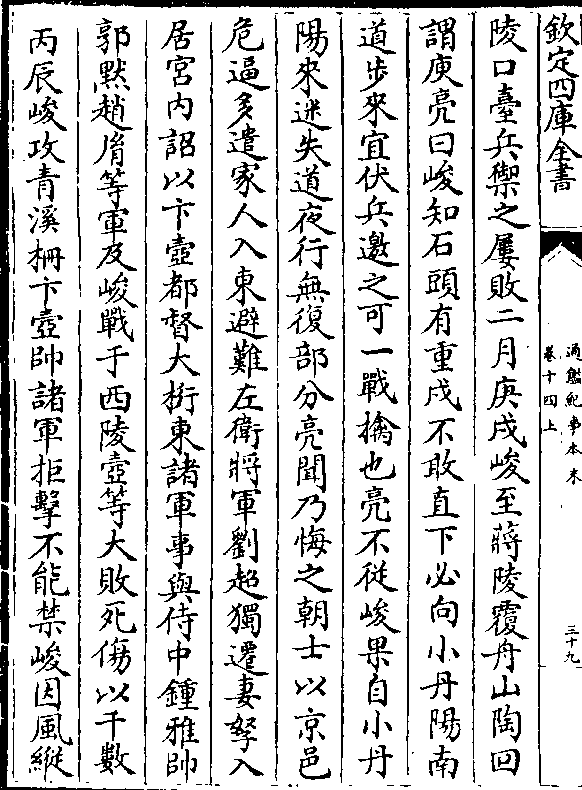 欽定四庫全書
通鑑紀事本末
卷十四上
三十九
陵口臺兵禦之屢敗二月庚戌峻至蔣陵覆舟山陶回
謂庾亮曰峻知石頭有重戍不敢直下必向小丹陽南
道步來宜伏兵邀之可一戰擒也亮不從峻果自小丹
陽來迷失道夜行無復部分亮聞乃悔之朝士以京邑
危逼多遣家人入東避難左衛將軍劉超獨遷妻孥入
居宮内詔以卞壼都督大桁東諸軍事與侍中鍾雅帥
郭黙趙𦙍等軍及峻戰于西陵壼等大敗死傷以千數
丙辰峻攻青溪柵卞壼帥諸軍拒擊不能禁峻因風縱